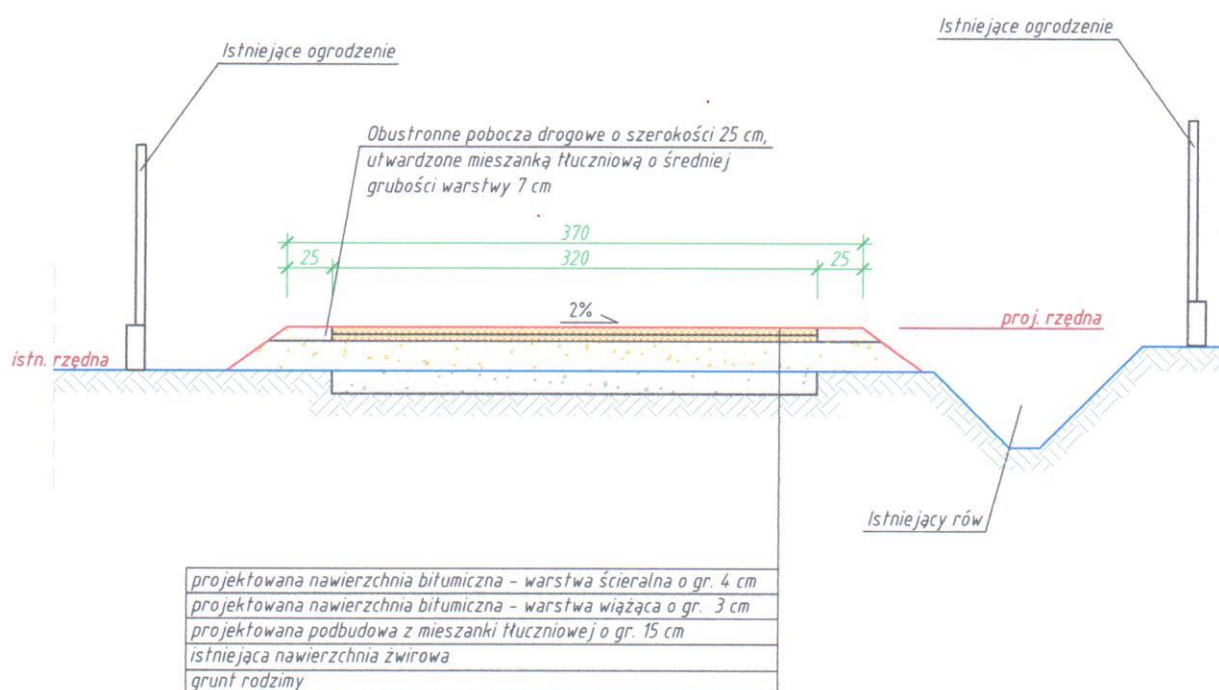 Istniejące ogrodzenie
Istniejące ogrodzenie
Obustronne pobocza drogowe o szerokości 25 cm,
utwardzone mieszanką tłuczniową o średniej
grubości warstwy 7 cm
370
25
320
25
2%
proj. rzędna
istn. rzędna
Istniejący rów
projektowana nawierzchnia bitumiczna - warstwa ścieralna o gr. 4 cm
projektowana nawierzchnia bitumiczna - warstwa wiążąca o gr. 3 cm
projektowana podbudowa z mieszanki tłuczniowej o gr. 15 cm
istniejąca nawierzchnia żwirowa
grunt rodzimy